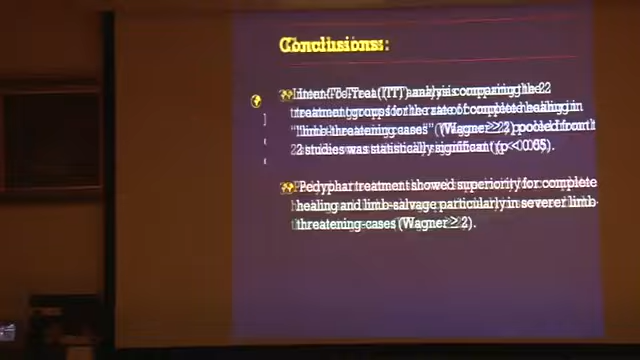 Conclusions:
Intent-To-Treat (ITT) analysis comparing the 2
treatment groups for the rate of complete healing in
"limb-threatening cases" (Wagner ≥ 2) pooled from
2 studies was statistically significant (p< 0.05).
Pedyphar treatment showed superiority for complete
healing and limb-salvage particularly in severer limb-
threatening-cases (Wagner ≥ 2).